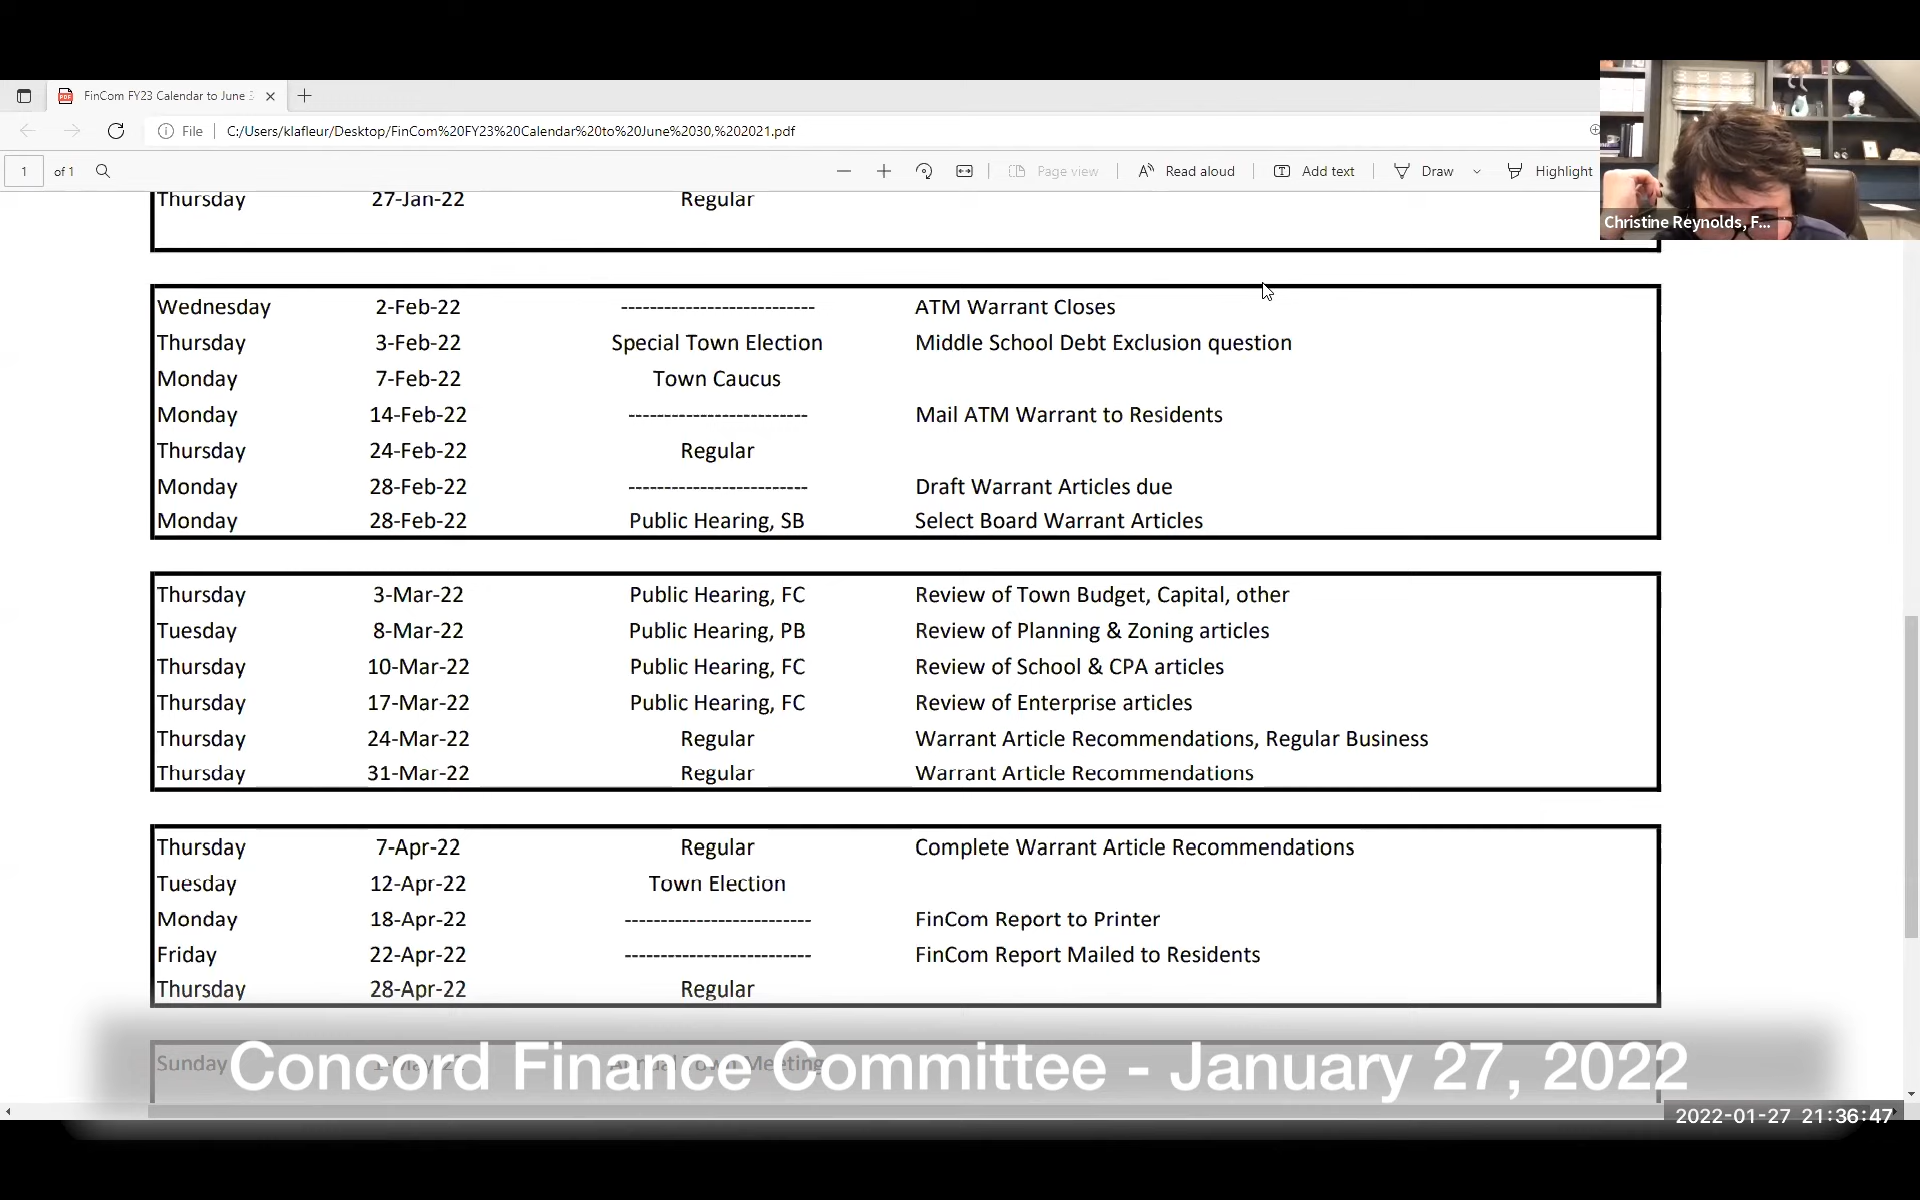 FinCom FY23 Calendar to June
File C:/Users/klafleur/Desktop/FinCom%20FY23%20Calendar%20to%20June%2030,%202021.pdf
1 of 1 Page view Read aloud Add text Draw Highlight
Christine Reynolds, F...
Thursday 27-Jan-22 Regular
Wednesday 2-Feb-22 --------------------------- ATM Warrant Closes
Thursday 3-Feb-22 Special Town Election Middle School Debt Exclusion question
Monday 7-Feb-22 Town Caucus
Monday 14-Feb-22 ------------------------- Mail ATM Warrant to Residents
Thursday 24-Feb-22 Regular
Monday 28-Feb-22 ------------------------- Draft Warrant Articles due
Monday 28-Feb-22 Public Hearing, SB Select Board Warrant Articles
Thursday 3-Mar-22 Public Hearing, FC Review of Town Budget, Capital, other
Tuesday 8-Mar-22 Public Hearing, PB Review of Planning & Zoning articles
Thursday 10-Mar-22 Public Hearing, FC Review of School & CPA articles
Thursday 17-Mar-22 Public Hearing, FC Review of Enterprise articles
Thursday 24-Mar-22 Regular Warrant Article Recommendations, Regular Business
Thursday 31-Mar-22 Regular Warrant Article Recommendations
Thursday 7-Apr-22 Regular Complete Warrant Article Recommendations
Tuesday 12-Apr-22 Town Election
Monday 18-Apr-22 -------------------------- FinCom Report to Printer
Friday 22-Apr-22 -------------------------- FinCom Report Mailed to Residents
Thursday 28-Apr-22 Regular
Sunday 1-May-22 Annual Town Meeting
Concord Finance Committee - January 27, 2022
2022-01-27 21:36:47